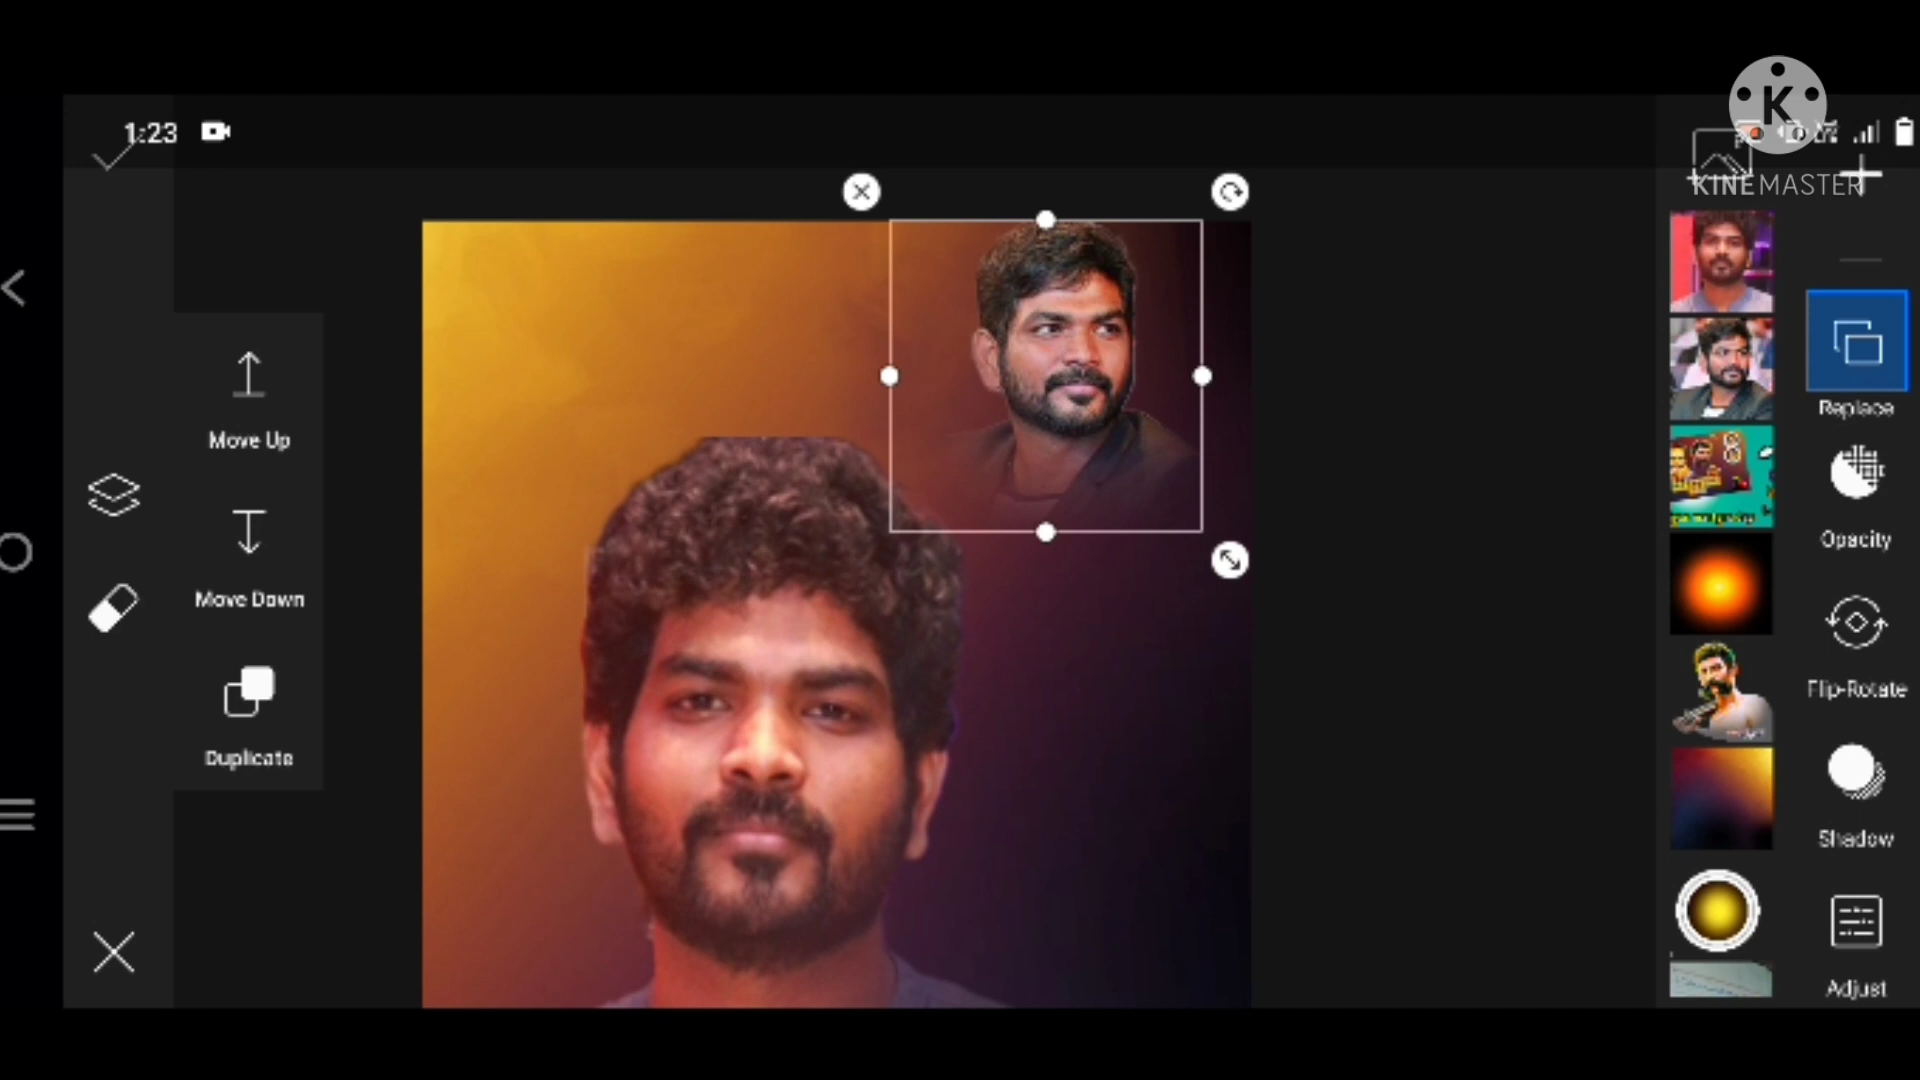 1:23
KINEMASTER
Move Up
Move Down
Duplicate
Replace
Opacity
Flip-Rotate
Shadow
Adjust